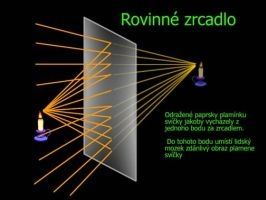 Rovinné zrcadlo
Odražené paprsky plamínku
svíčky jakoby vycházely z
jednoho bodu za zrcadlem.
Do tohoto bodu umístí lidský
mozek zdánlivý obraz plamene
svíčky